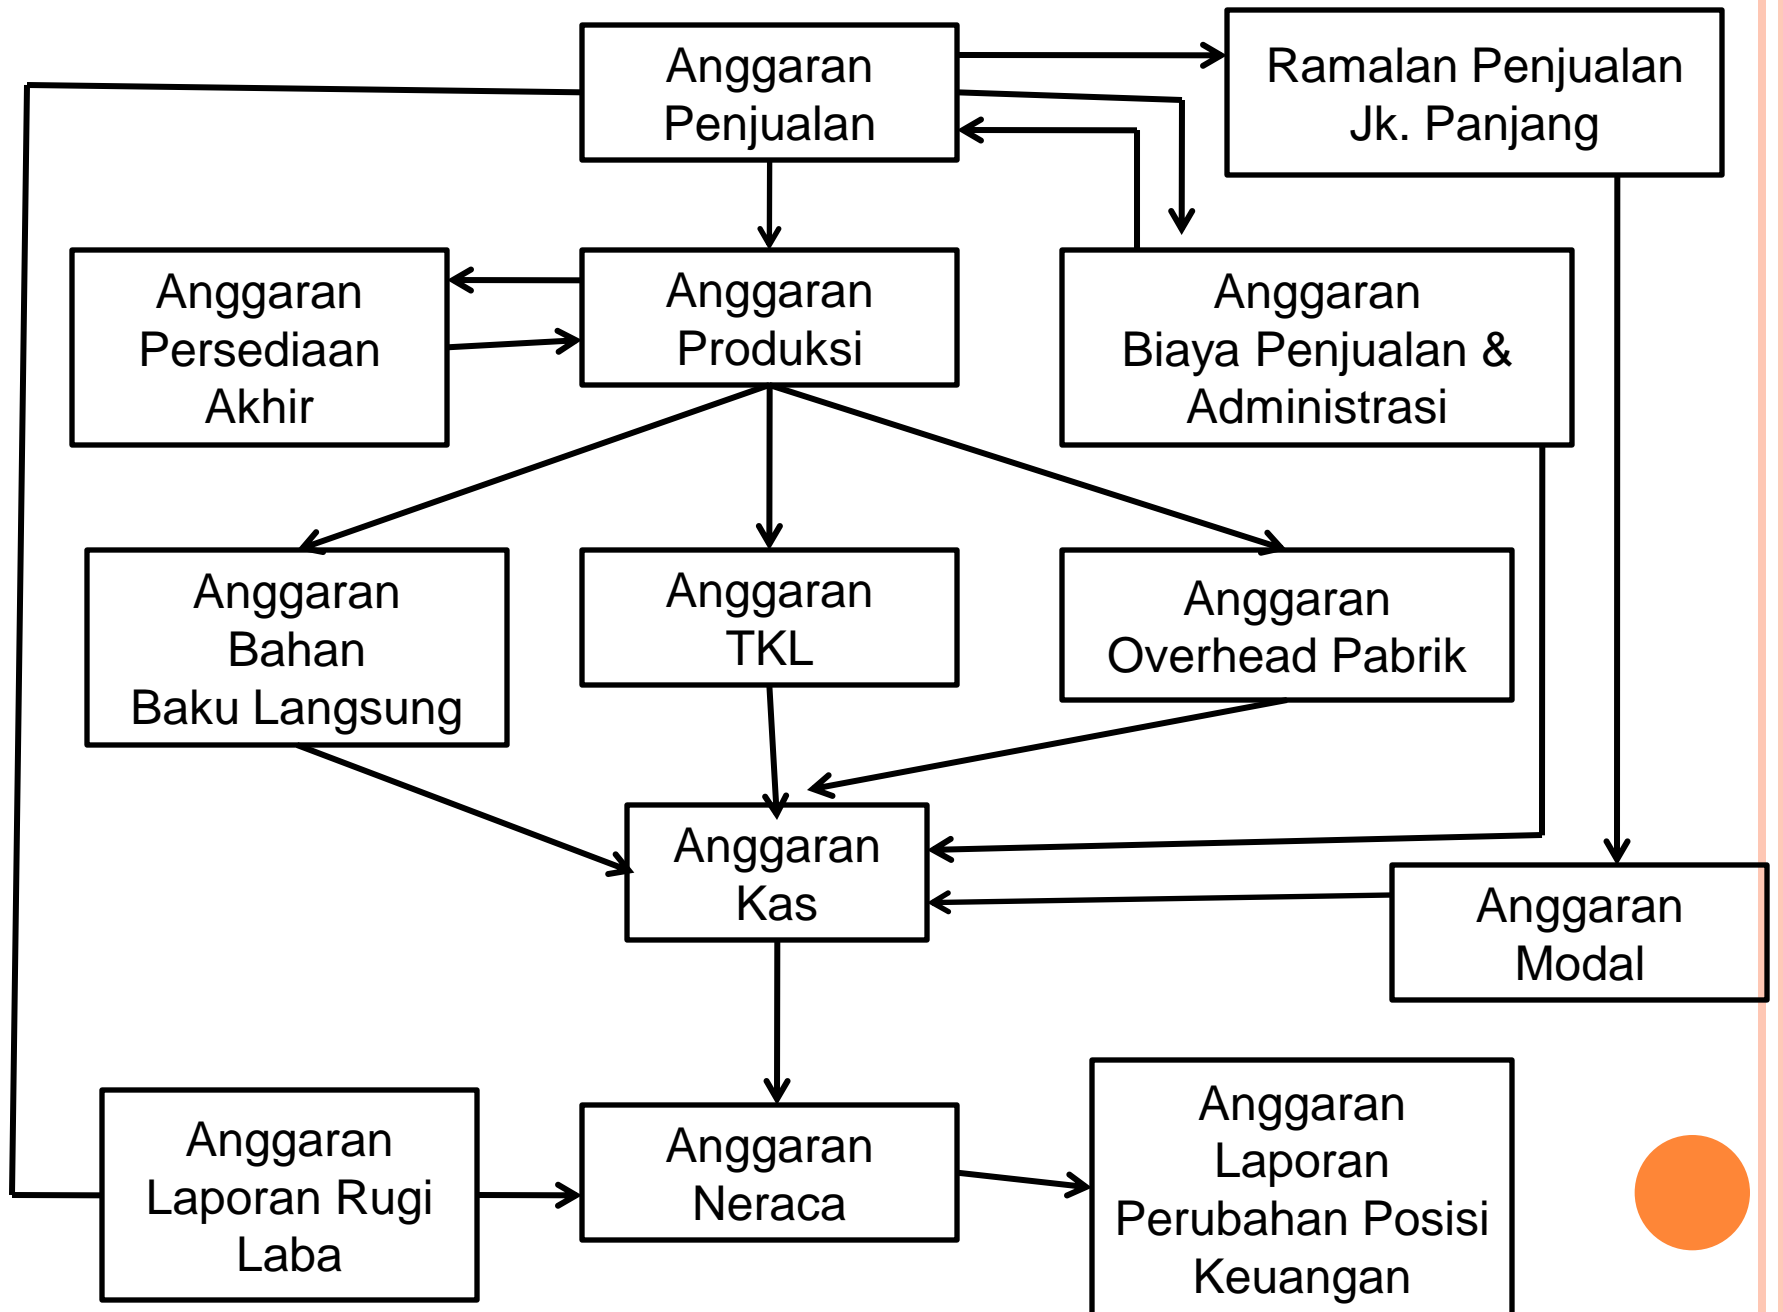 Anggaran
Penjualan
Ramalan Penjualan
Jk. Panjang
Anggaran
Persediaan
Akhir
Anggaran
Produksi
Anggaran
Biaya Penjualan &
Administrasi
Anggaran
Bahan
Baku Langsung
Anggaran
TKL
Anggaran
Overhead Pabrik
Anggaran
Kas
Anggaran
Modal
Anggaran
Laporan Rugi
Laba
Anggaran
Neraca
Anggaran
Laporan
Perubahan Posisi
Keuangan